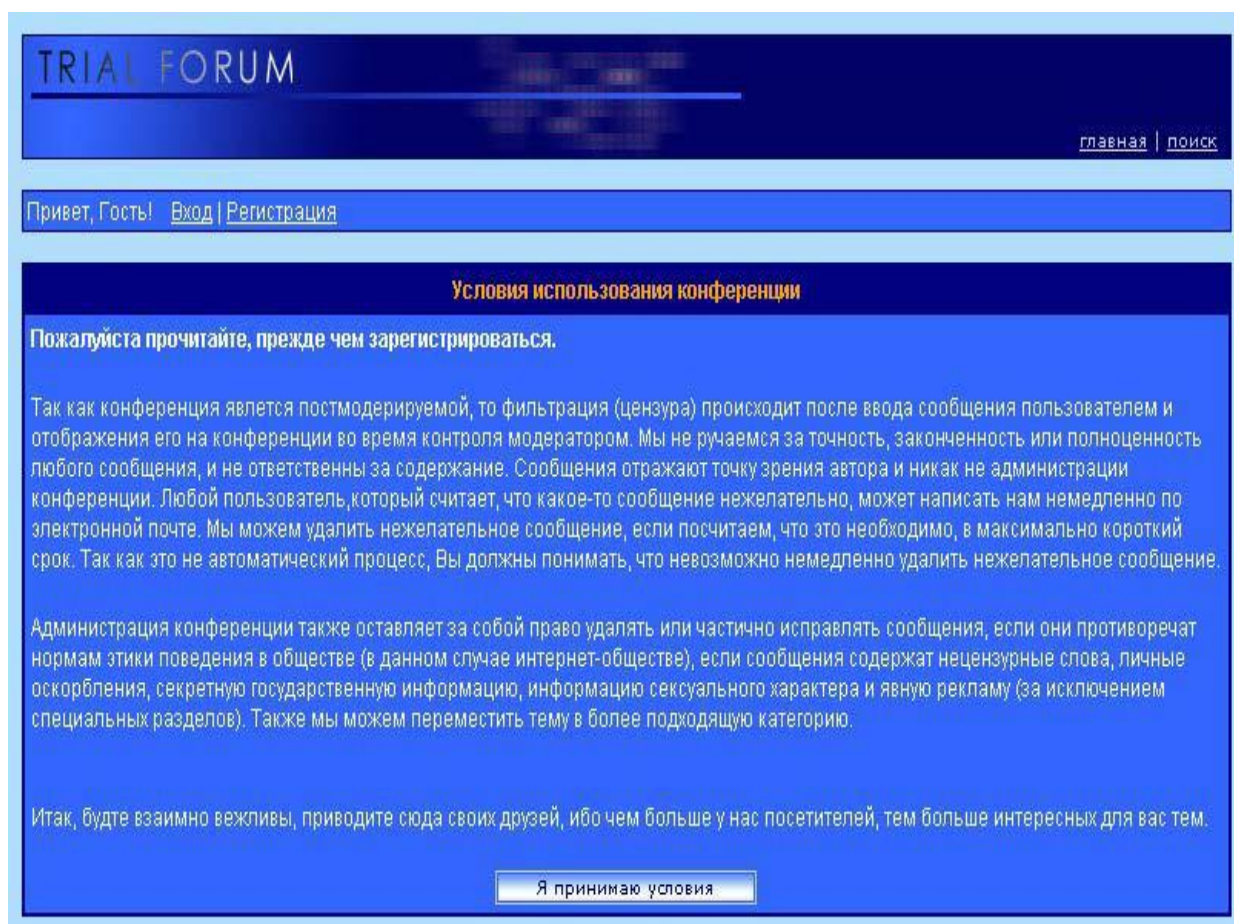 TRIAL FORUM
главная | поиск
Привет, Гость! Вход | Регистрация
Условия использования конференции
Пожалуйста прочитайте, прежде чем зарегистрироваться.
Так как конференция явлется постмодерируемой, то фильтрация (цензура) происходит после ввода сообщения пользователем и
отображения его на конференции во время контроля модератором. Мы не ручаемся за точность, законченность или полноценность
любого сообщения, и не ответственны за содержание. Сообщения отражают точку зрения автора и никак не администрации
конференции. Любой пользователь,который считает, что какое-то сообщение нежелательно, может написать нам немедленно по
электронной почте. Мы можем удалить нежелательное сообщение, если посчитаем, что это необходимо, в максимально короткий
срок. Так как это не автоматический процесс, Вы должны понимать, что невозможно немедленно удалить нежелательное сообщение.
Администрация конференции также оставляет за собой право удалять или частично исправлять сообщения, если они противоречат
нормам этики поведения в обществе (в данном случае интернет-обществе), если сообщения содержат нецензурные слова, личные
оскорбления, секретную государственную информацию, информацию сексуального характера и явную рекламу (за исключением
специальных разделов). Также мы можем переместить тему в более подходящую категорию.
Итак, будте взаимно вежливы, приводите сюда своих друзей, ибо чем больше у нас посетителей, тем больше интересных для вас тем.
Я принимаю условия